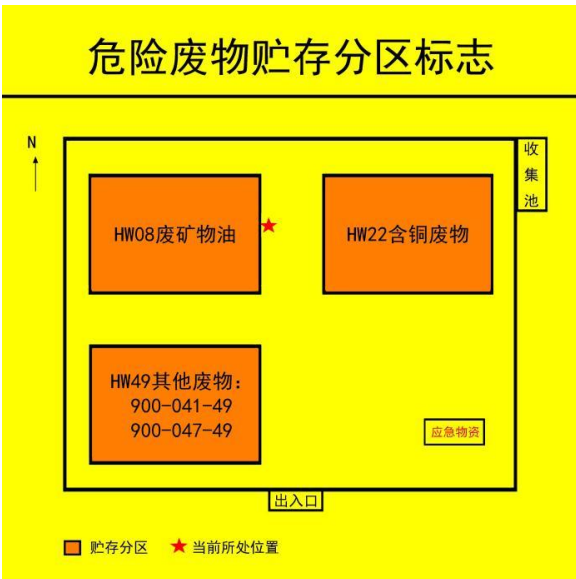 危险废物贮存分区标志
N
收
集
池
HW08废矿物油
HW22含铜废物
HW49其他废物：
900-041-49
900-047-49
应急物资
出入口
贮存分区
当前所处位置